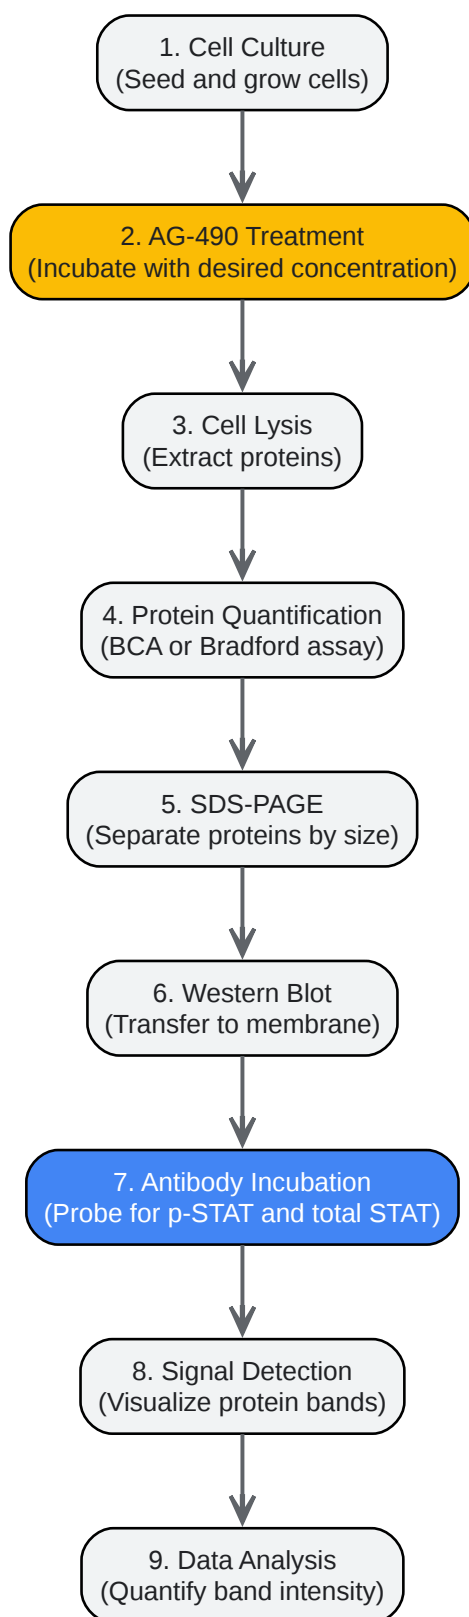 1. Cell Culture
(Seed and grow cells)
2. AG-490 Treatment
(Incubate with desired concentration)
3. Cell Lysis
(Extract proteins)
4. Protein Quantification
(BCA or Bradford assay)
5. SDS-PAGE
(Separate proteins by size)
6. Western Blot
(Transfer to membrane)
7. Antibody Incubation
(Probe for p-STAT and total STAT)
8. Signal Detection
(Visualize protein bands)
9. Data Analysis
(Quantify band intensity)